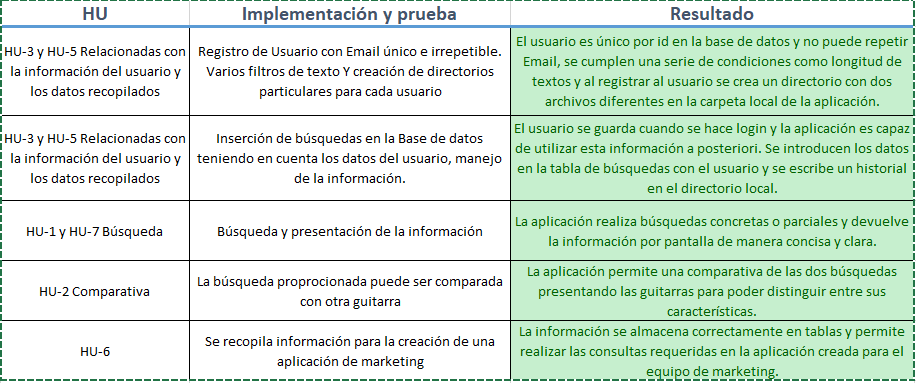 HU
Implementación y prueba
Resultado
HU-3 y HU-5 Relacionadas con
la información del usuario y
los datos recopilados
Registro de Usuario con Email único e irrepetible.
Varios filtros de texto Y creación de directorios
particulares para cada usuario
El usuario es único por id en la base de datos y no puede repetir
Email, se cumplen una serie de condiciones como longitud de
textos y al registrar al usuario se crea un directorio con dos
archivos diferentes en la carpeta local de la aplicación.
HU-3 y HU-5 Relacionadas con
la información del usuario y
los datos recopilados
Inserción de búsquedas en la Base de datos
teniendo en cuenta los datos del usuario, manejo
de la información.
El usuario se guarda cuando se hace login y la aplicación es capaz
de utilizar esta información a posteriori. Se introducen los datos
en la tabla de búsquedas con el usuario y se escribe un historial
en el directorio local.
HU-1 y HU-7 Búsqueda
Búsqueda y presentación de la información
La aplicación realiza búsquedas concretas o parciales y devuelve
la información por pantalla de manera concisa y clara.
HU-2 Comparativa
La búsqueda proprocionada puede ser comparada
con otra guitarra
La aplicación permite una comparativa de las dos búsquedas
presentando las guitarras para poder distinguir entre sus
características.
HU-6
Se recopila información para la creación de una
aplicación de marketing
La información se almacena correctamente en tablas y permite
realizar las consultas requeridas en la aplicación creada para el
equipo de marketing.